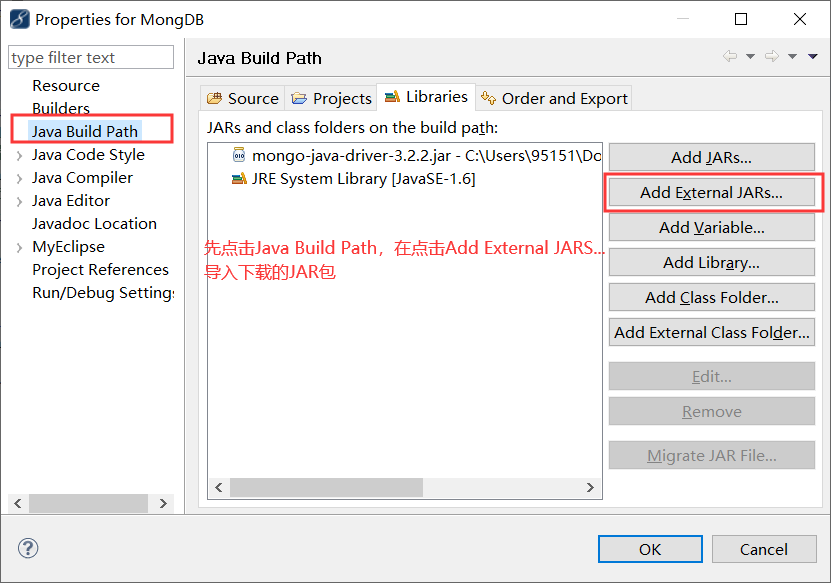 Properties for MongDB
type filter text
Java Build Path
Resource
Builders
Java Build Path
Java Code Style
Java Compiler
Java Editor
Javadoc Location
MyEclipse
Project References
Run/Debug Settings
Source
Projects
Libraries
Order and Export
JARs and class folders on the build path:
mongo-java-driver-3.2.2.jar - C:\Users\95151\Do
JRE System Library [JavaSE-1.6]
先点击Java Build Path，在点击Add External JARS...
导入下载的JAR包
Add JARs...
Add External JARs...
Add Variable...
Add Library...
Add Class Folder...
Add External Class Folder...
Edit...
Remove
Migrate JAR File...
OK
Cancel